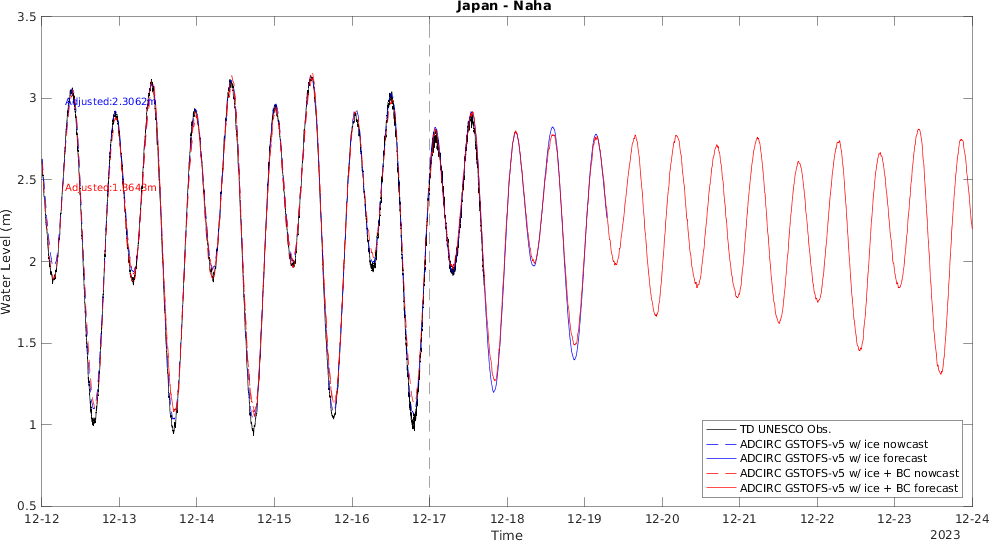 Japan - Naha
3.5
3
2.5
2
1.5
1
0.5
Water Level (m)
Adjusted:2.3062m
Adjusted:1.3643m
TD UNESCO Obs.
ADCIRC GSTOFS-v5 w/ ice nowcast
ADCIRC GSTOFS-v5 w/ ice forecast
ADCIRC GSTOFS-v5 w/ ice + BC nowcast
ADCIRC GSTOFS-v5 w/ ice + BC forecast
12-12 12-13 12-14 12-15 12-16 12-17 12-18 12-19 12-20 12-21 12-22 12-23 12-24
Time
2023